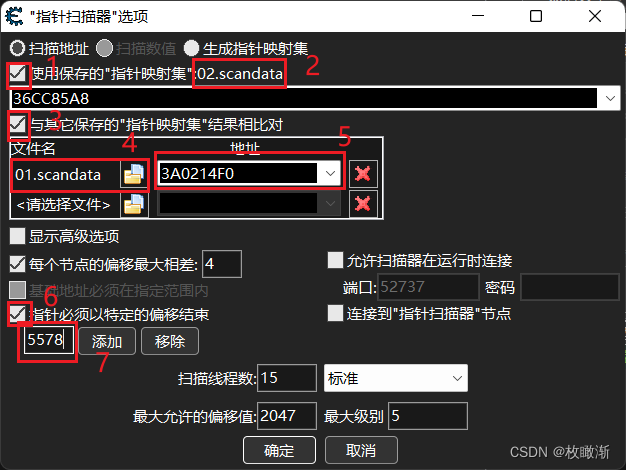 "指针扫描器"选项
扫描地址 扫描数值 生成指针映射集
1 使用保存的"指针映射集":02.scandata 2
36CC85A8
3 与其它保存的"指针映射集"结果相比对
文件名 4 地址 5
01.scandata 3A0214F0
<请选择文件>
显示高级选项
每个节点的偏移最大相差: 4 允许扫描器在运行时连接
基础地址必须在指定范围内 端口: 52737 密码
6 指针必须以特定的偏移结束 连接到"指针扫描器"节点
5578 7 添加 移除
扫描线程数: 15 标准
最大允许的偏移值: 2047 最大级别 5
确定 取消
CSDN @枚瞰渐